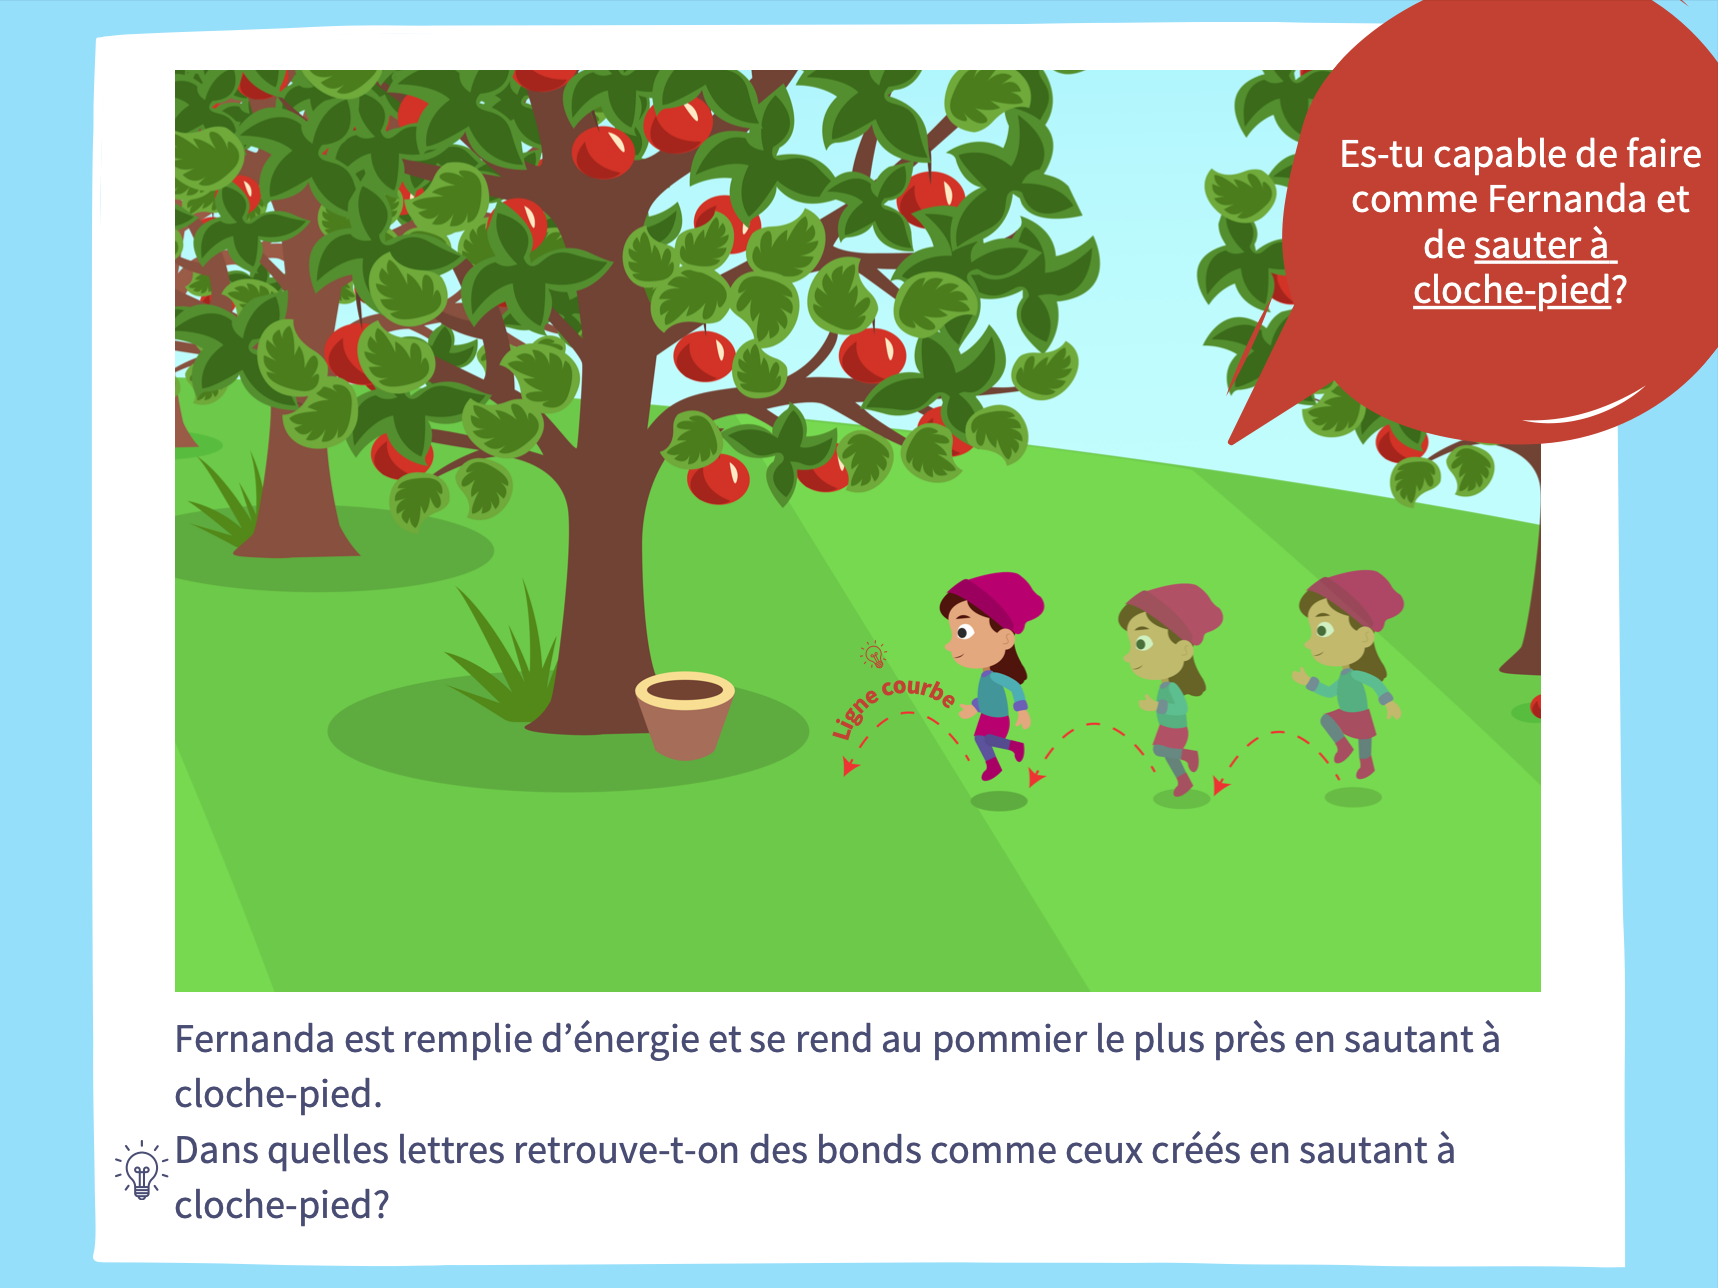 Es-tu capable de faire
comme Fernanda et
de sauter à
cloche-pied?
Ligne courbe
Fernanda est remplie d’énergie et se rend au pommier le plus près en sautant à
cloche-pied.
Dans quelles lettres retrouve-t-on des bonds comme ceux créés en sautant à
cloche-pied?